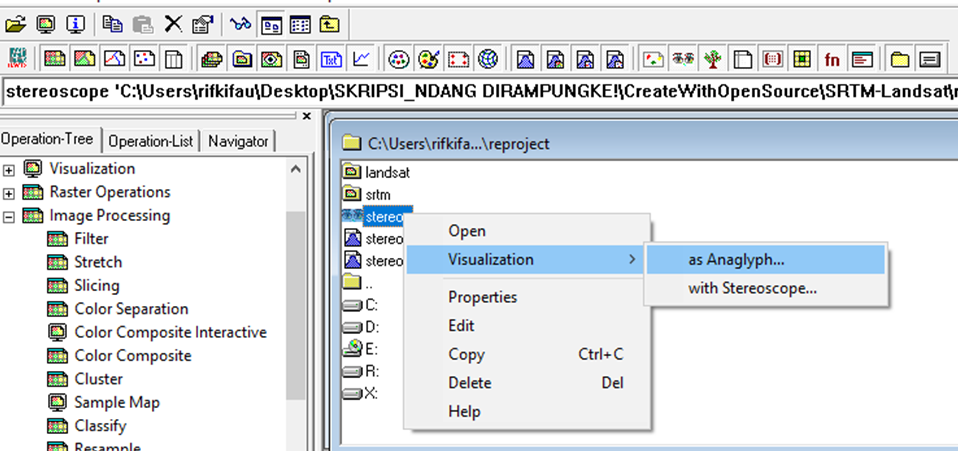 ILWIS
Txt
fn
stereoscope 'C:\Users\rifkifau\Desktop\SKRIPSI_NDANG DIRAMPUNGKE!\CreateWithOpenSource\SRTM-Landsat\r
Operation-Tree Operation-List Navigator
Visualization
Raster Operations
Image Processing
Filter
Stretch
Slicing
Color Separation
Color Composite Interactive
Color Composite
Cluster
Sample Map
Classify
Resample
C:\Users\rifkifa...\reproject
landsat
srtm
stereo
stereo
stereo
..
C:
D:
E:
R:
X:
Open
Visualization
Properties
Edit
Copy Ctrl+C
Delete Del
Help
as Anaglyph...
with Stereoscope...